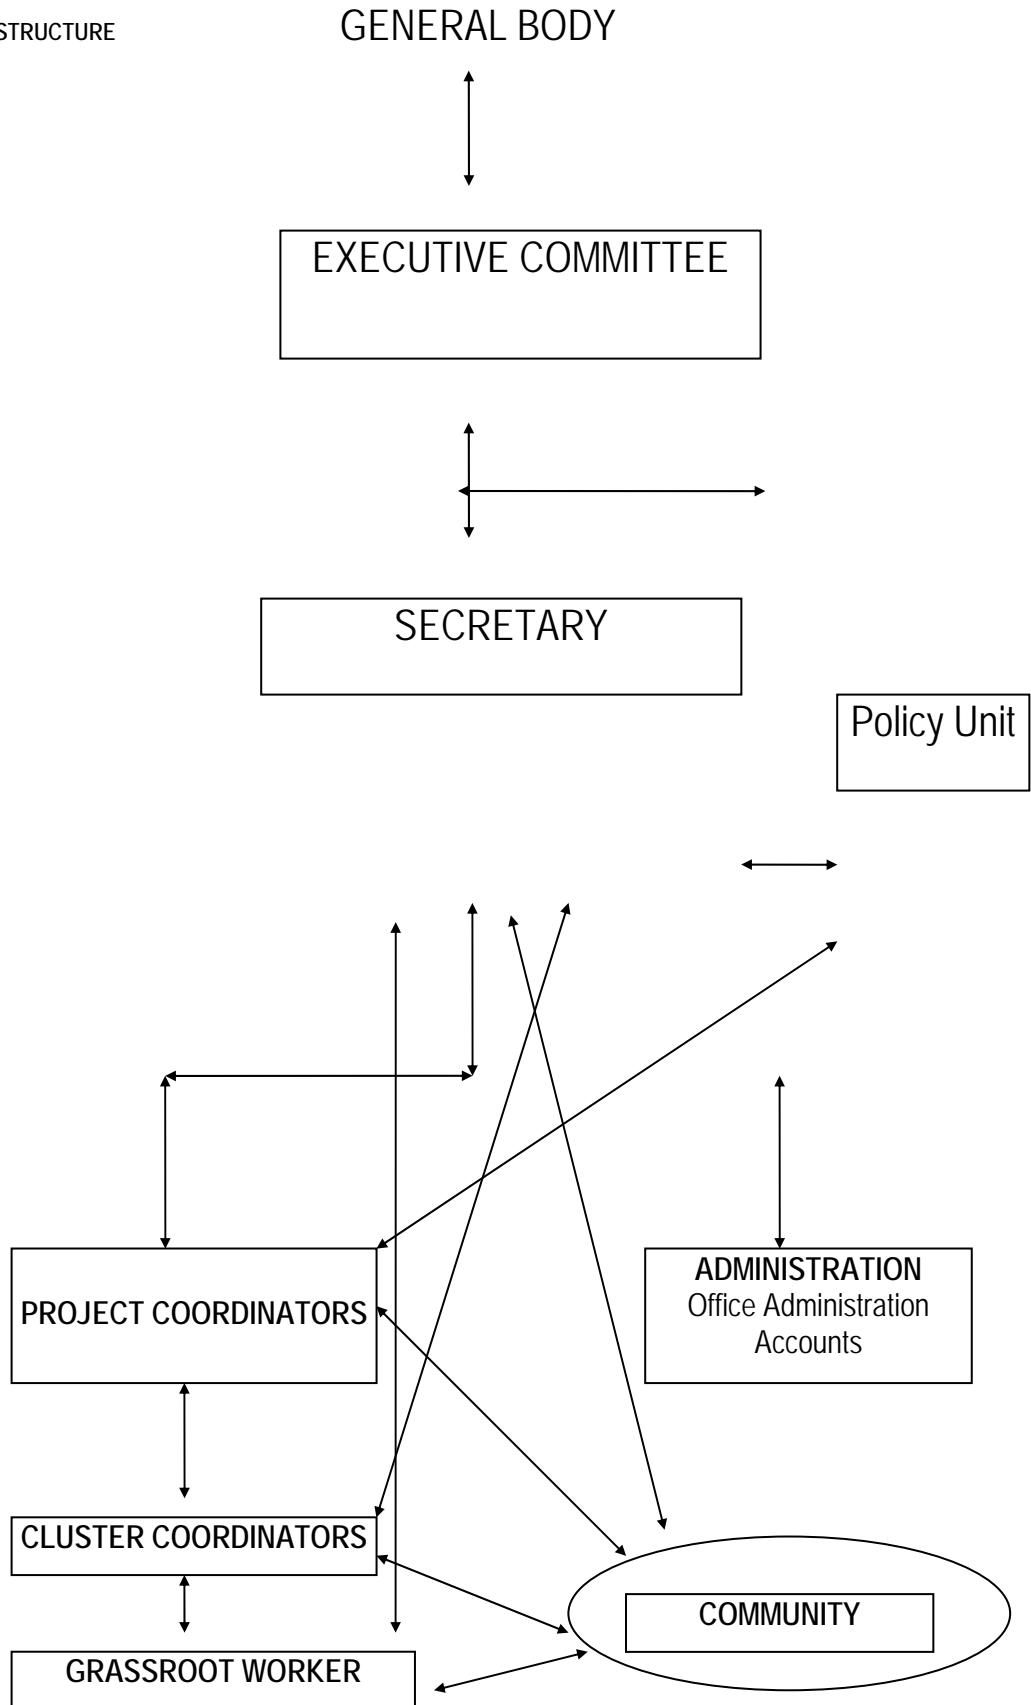 STRUCTURE
GENERAL BODY
EXECUTIVE COMMITTEE
SECRETARY
Policy Unit
PROJECT COORDINATORS
ADMINISTRATION
Office Administration
Accounts
CLUSTER COORDINATORS
COMMUNITY
GRASSROOT WORKER